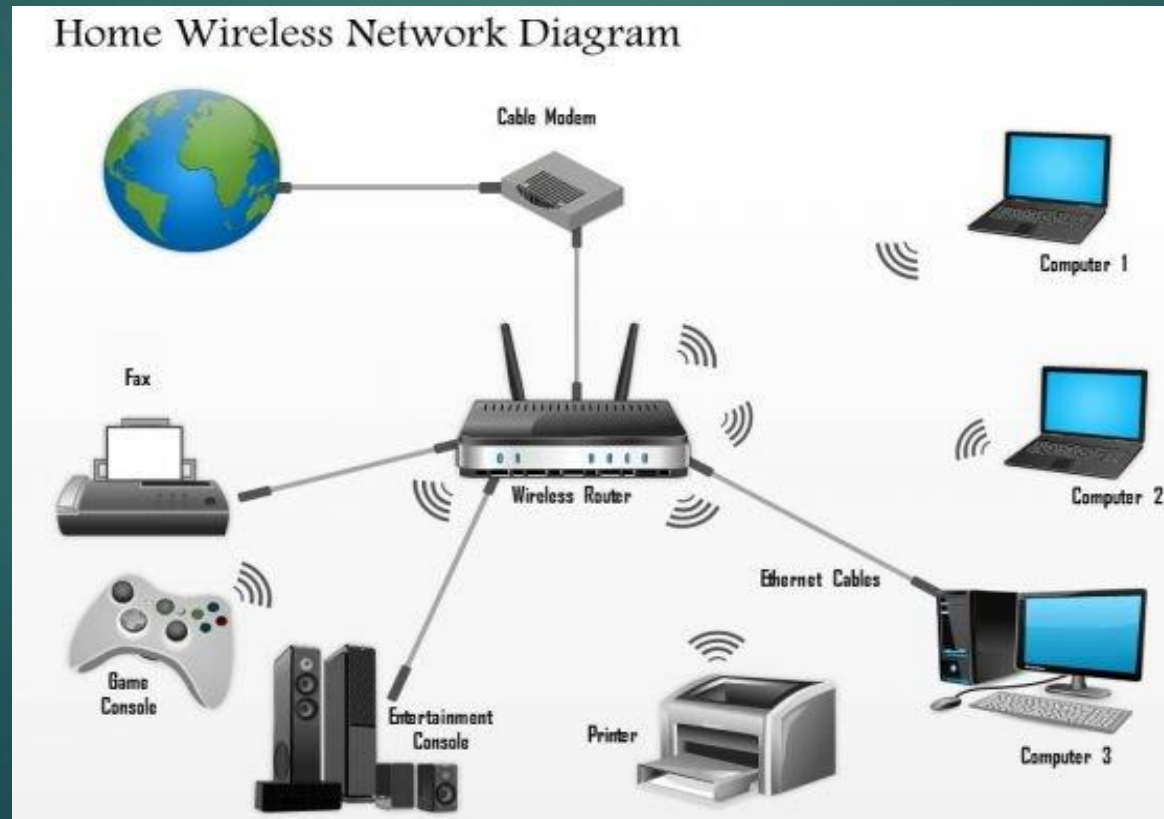 Home Wireless Network Diagram
Cable Modem
Computer 1
Fax
Computer 2
Wireless Router
Ethernet Cables
Game
Console
Entertainment
Console
Printer
Computer 3